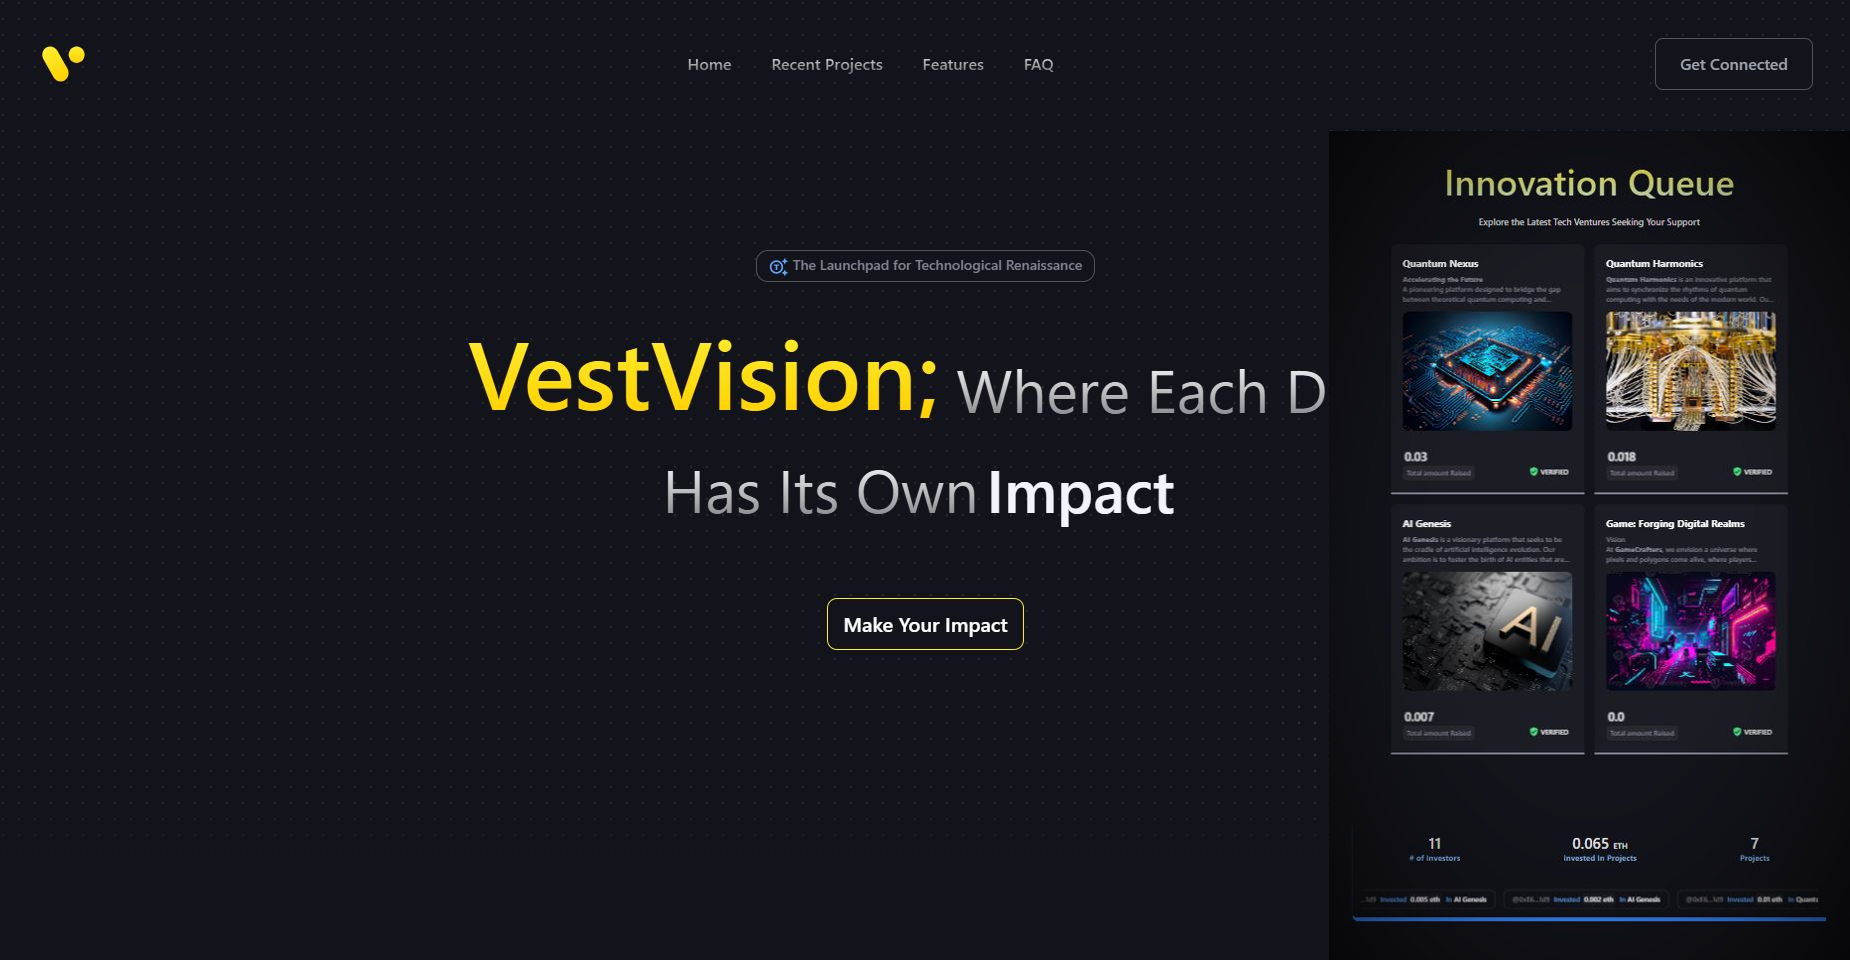 Home Recent Projects Features FAQ Get Connected
The Launchpad for Technological Renaissance
VestVision; Where Each D
Has Its Own Impact
Make Your Impact
Innovation Queue
Explore the Latest Tech Ventures Seeking Your Support
Quantum Nexus
Accelerating the Future
A pioneering platform designed to bridge the gap
between theoretical quantum computing and...
0.03
Total amount Raised
VERIFIED
Quantum Harmonics
Quantum Harmonics is an innovative platform that
aims to synchronize the rhythms of quantum
computing with the needs of the modern world. Ou...
0.018
Total amount Raised
VERIFIED
AI Genesis
AI Genesis is a visionary platform that seeks to be
the cradle of artificial intelligence evolution. Our
ambition is to foster the birth of AI entities that are...
AI
0.007
Total amount Raised
VERIFIED
Game: Forging Digital Realms
Vision
At GameCrafters, we envision a universe where
pixels and polygons come alive, where players...
0.0
Total amount Raised
VERIFIED
11
# of Investors
0.065 ETH
Invested In Projects
7
Projects
Invested 0.005 eth In AI Genesis
Invested 0.002 eth In AI Genesis
Invested 0.01 eth In Quant